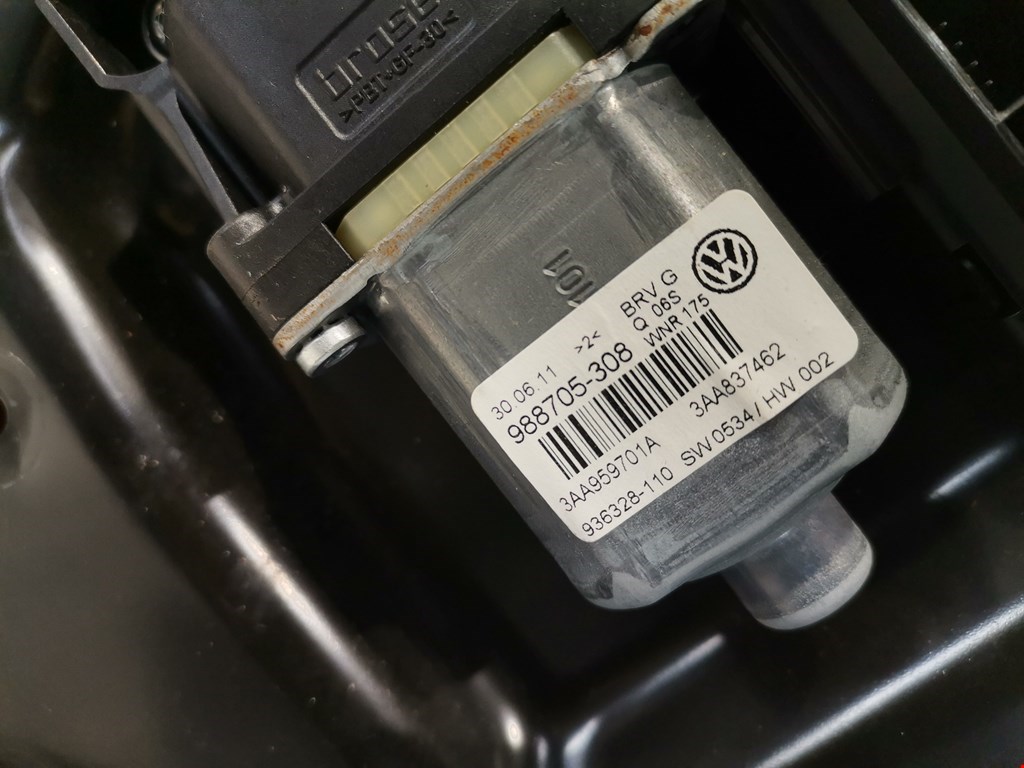 brose
>PBT-GF-30<
101
30.06.11 >2< BRV G
988705-308 Q 06S
WNR 175
3AA959701A 3AA837462
936328-110 SW 0534 / HW 002